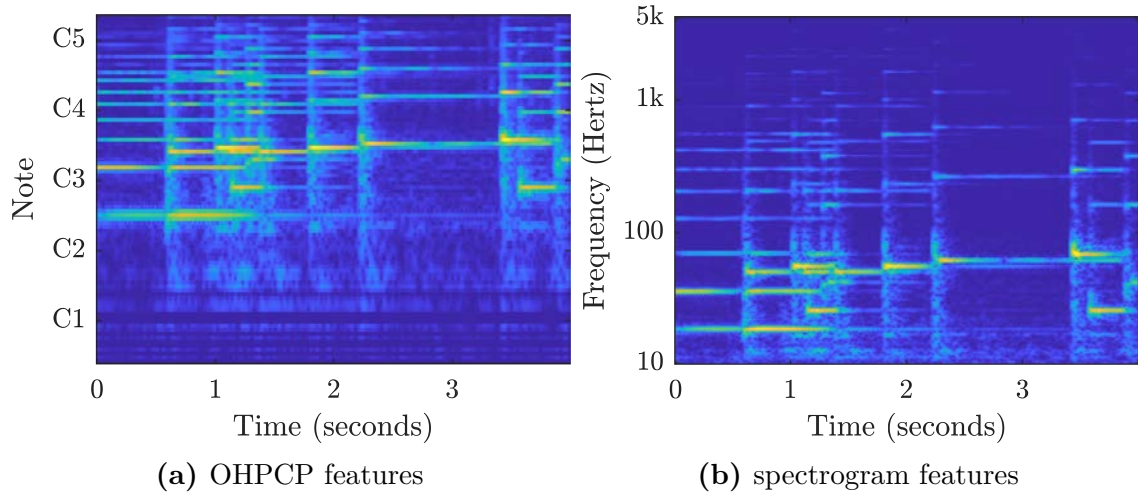 C5
C4
C3
C2
C1
Note
0
1
2
3
Time (seconds)
(a) OHPCP features
5k
1k
100
10
Frequency (Hertz)
0
1
2
3
Time (seconds)
(b) spectrogram features